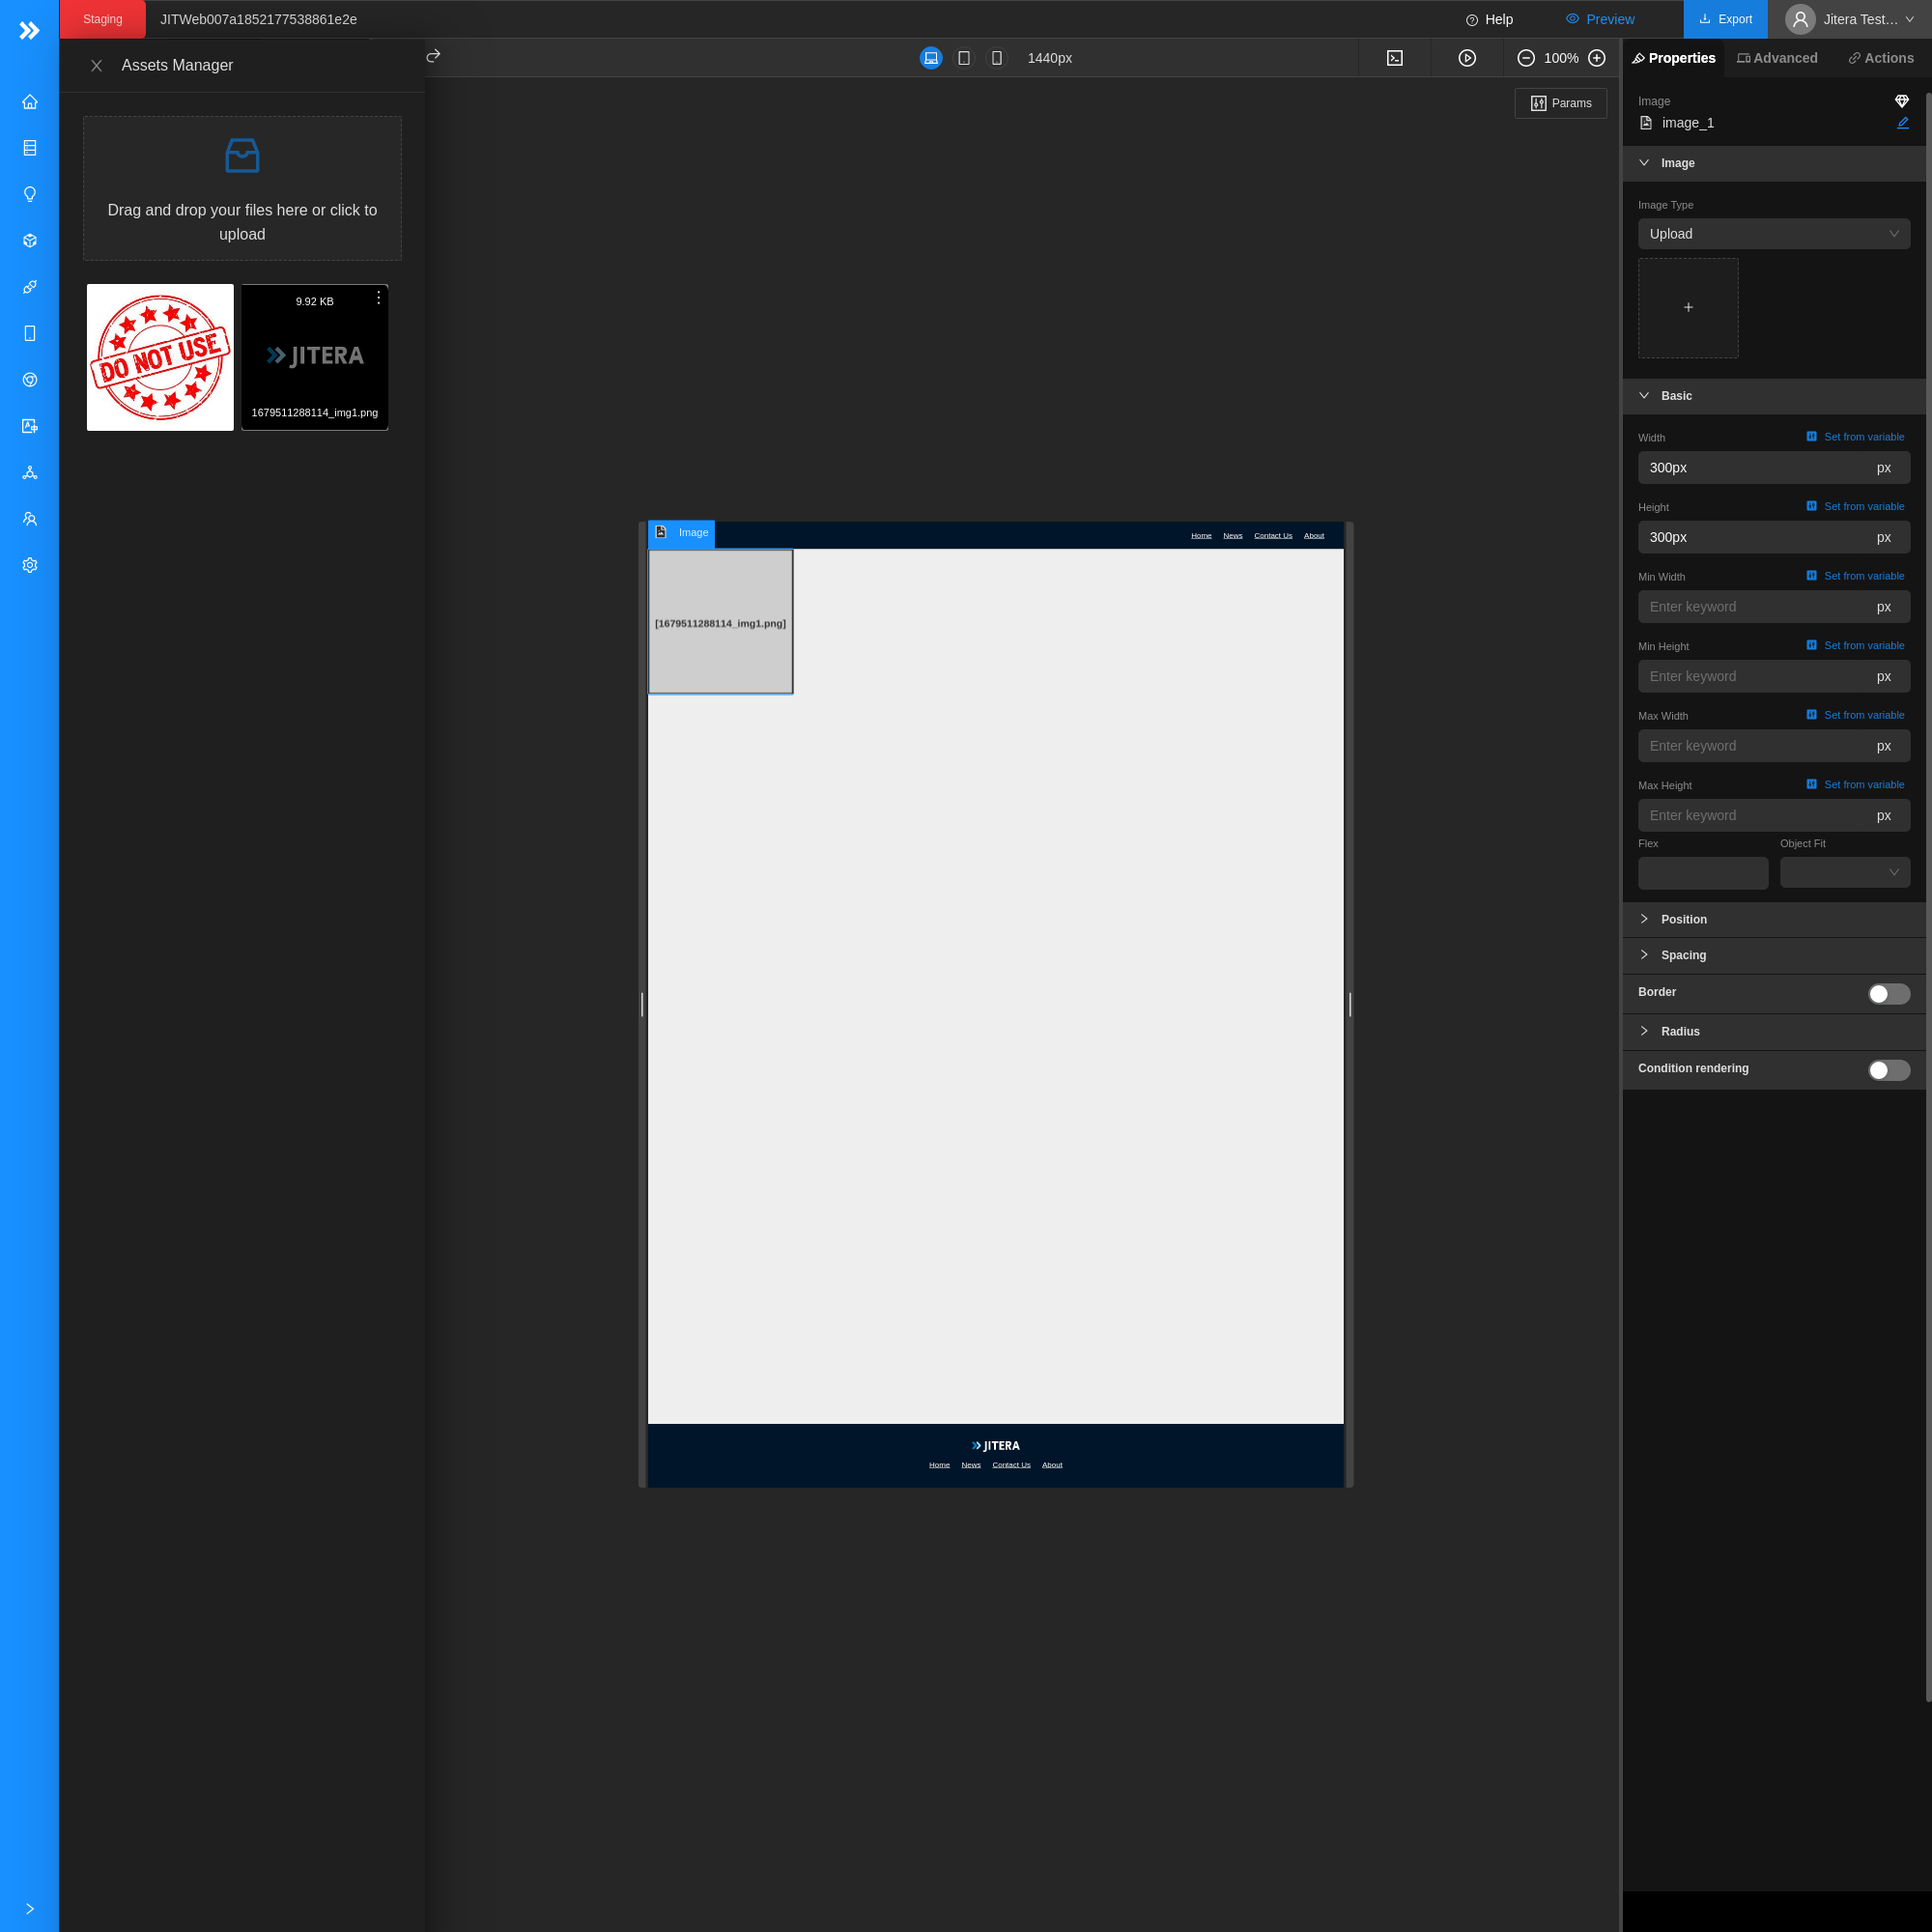 Staging
JITWeb007a1852177538861e2e
Help
Preview
Export
Jitera Test...
Assets Manager
1440px
100%
Properties
Advanced
Actions
Params
Drag and drop your files here or click to
upload
DO NOT USE
9.92 KB
JITERA
1679511288114_img1.png
Image
Home
News
Contact Us
About
[1679511288114_img1.png]
JITERA
Home
News
Contact Us
About
Image
image_1
Image
Image Type
Upload
Basic
Width
Set from variable
300px
px
Height
Set from variable
300px
px
Min Width
Set from variable
Enter keyword
px
Min Height
Set from variable
Enter keyword
px
Max Width
Set from variable
Enter keyword
px
Max Height
Set from variable
Enter keyword
px
Flex
Object Fit
Position
Spacing
Border
Radius
Condition rendering